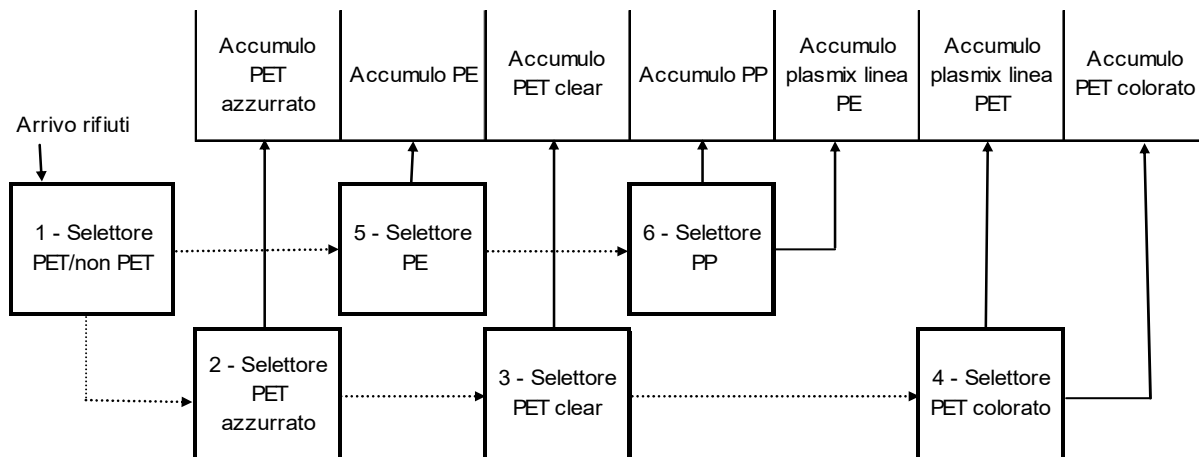 Accumulo
PET
azzurrato
Accumulo PE
Accumulo
PET clear
Accumulo PP
Accumulo
plasmix linea
PE
Accumulo
plasmix linea
PET
Accumulo
PET colorato
Arrivo rifiuti
1 - Selettore
PET/non PET
5 - Selettore
PE
6 - Selettore
PP
2 - Selettore
PET
azzurrato
3 - Selettore
PET clear
4 - Selettore
PET colorato